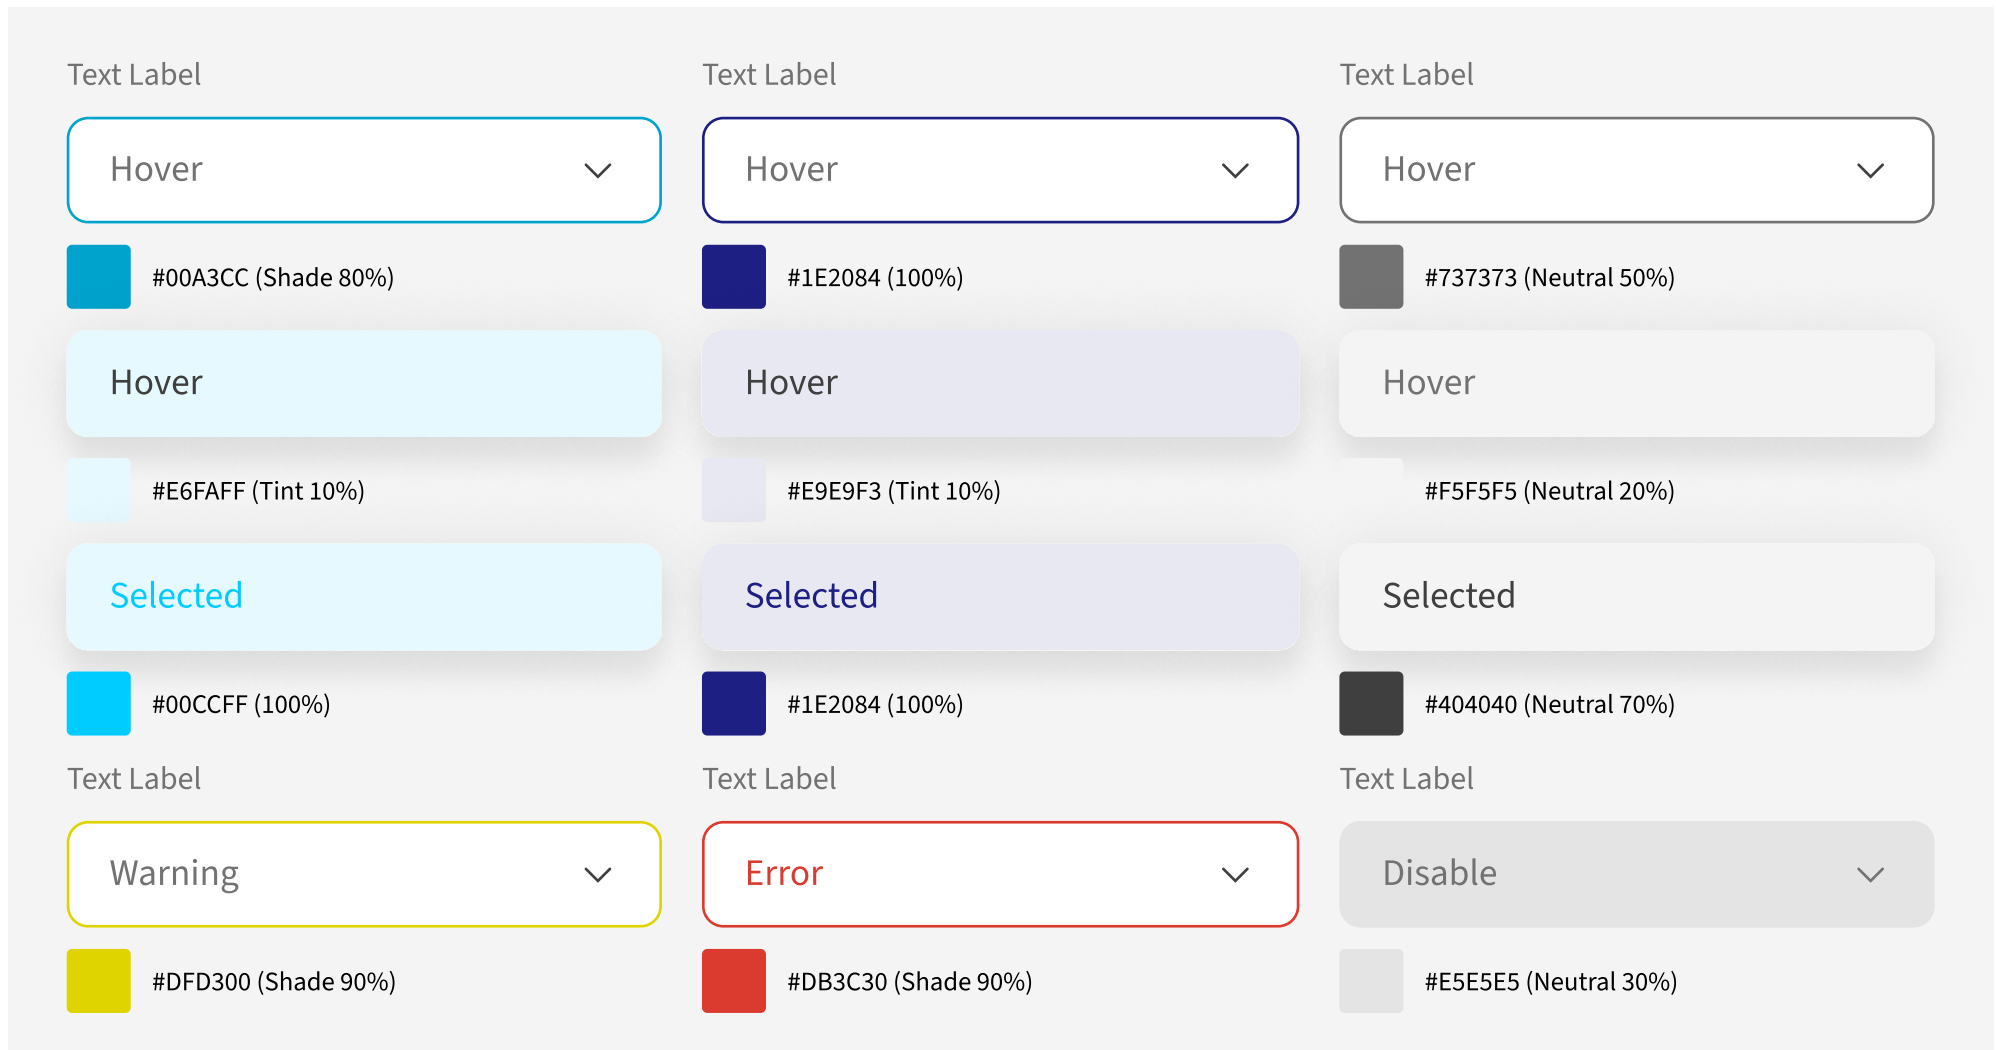 Text Label
Text Label
Text Label
Hover
Hover
Hover
#00A3CC (Shade 80%)
#1E2084 (100%)
#737373 (Neutral 50%)
Hover
Hover
Hover
#E6FAFF (Tint 10%)
#E9E9F3 (Tint 10%)
#F5F5F5 (Neutral 20%)
Selected
Selected
Selected
#00CCFF (100%)
#1E2084 (100%)
#404040 (Neutral 70%)
Text Label
Text Label
Text Label
Warning
Error
Disable
#DFD300 (Shade 90%)
#DB3C30 (Shade 90%)
#E5E5E5 (Neutral 30%)